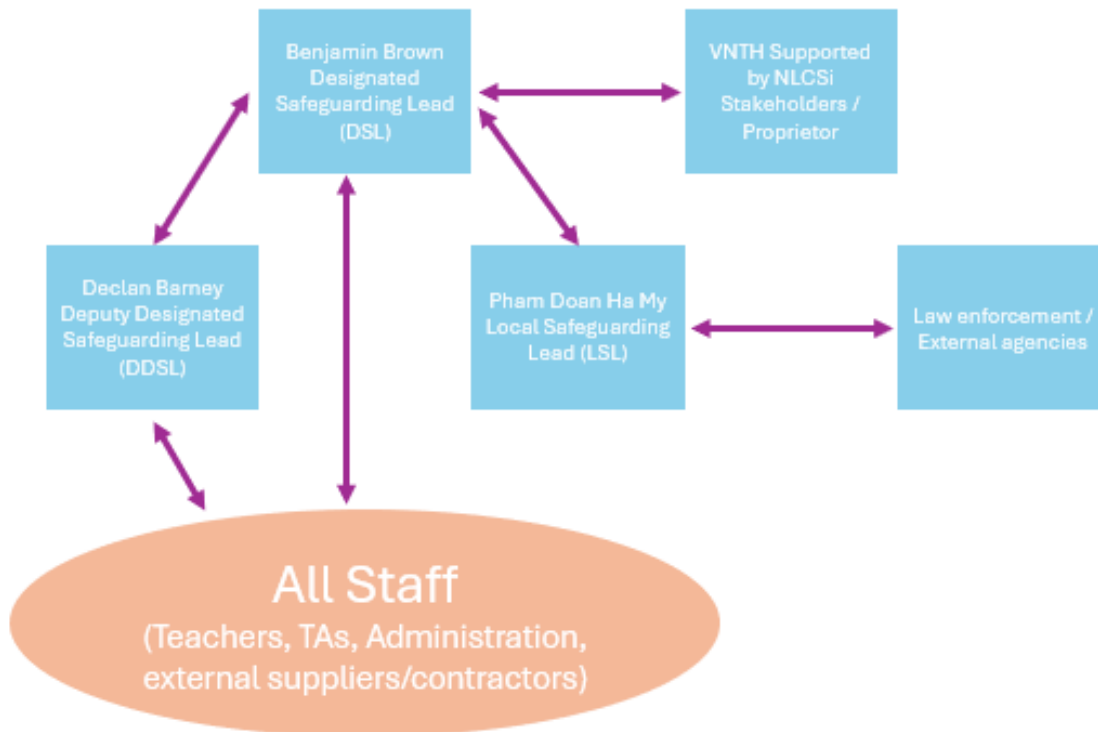 Benjamin Brown
Designated
Safeguarding Lead
(DSL)
VNTH Supported
by NLCSi
Stakeholders /
Proprietor
Declan Barney
Deputy Designated
Safeguarding Lead
(DDSL)
Pham Doan Ha My
Local Safeguarding
Lead (LSL)
Law enforcement /
External agencies
All Staff
(Teachers, TAs, Administration,
external suppliers/contractors)